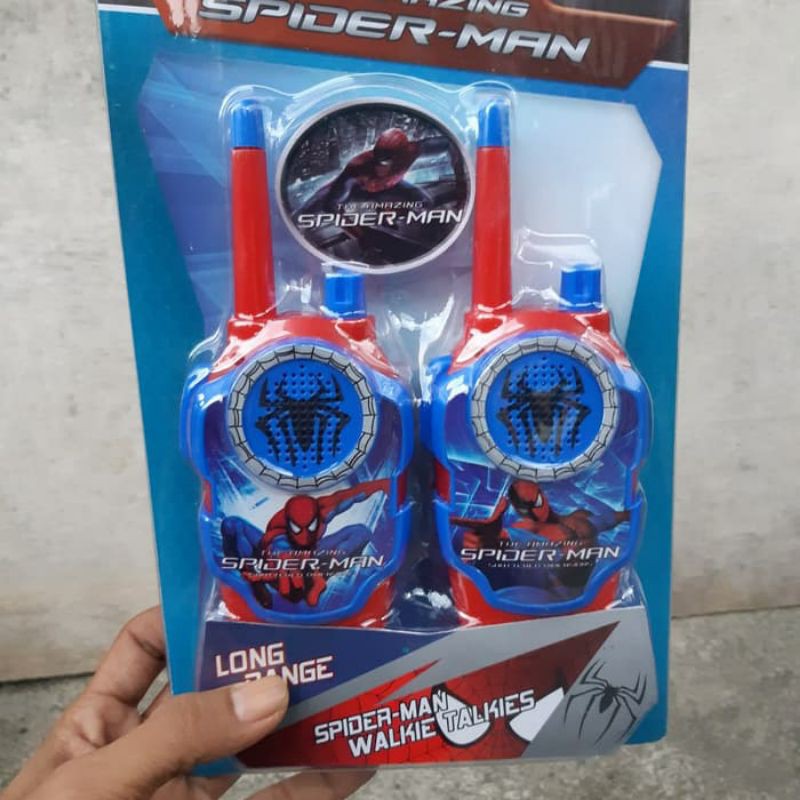 AMAZING
SPIDER-MAN
THE AMAZING
SPIDER-MAN
THE AMAZING
SPIDER-MAN
THE AMAZING
SPIDER-MAN
LONG
SPIDER-MAN
WALKIE TALKIES